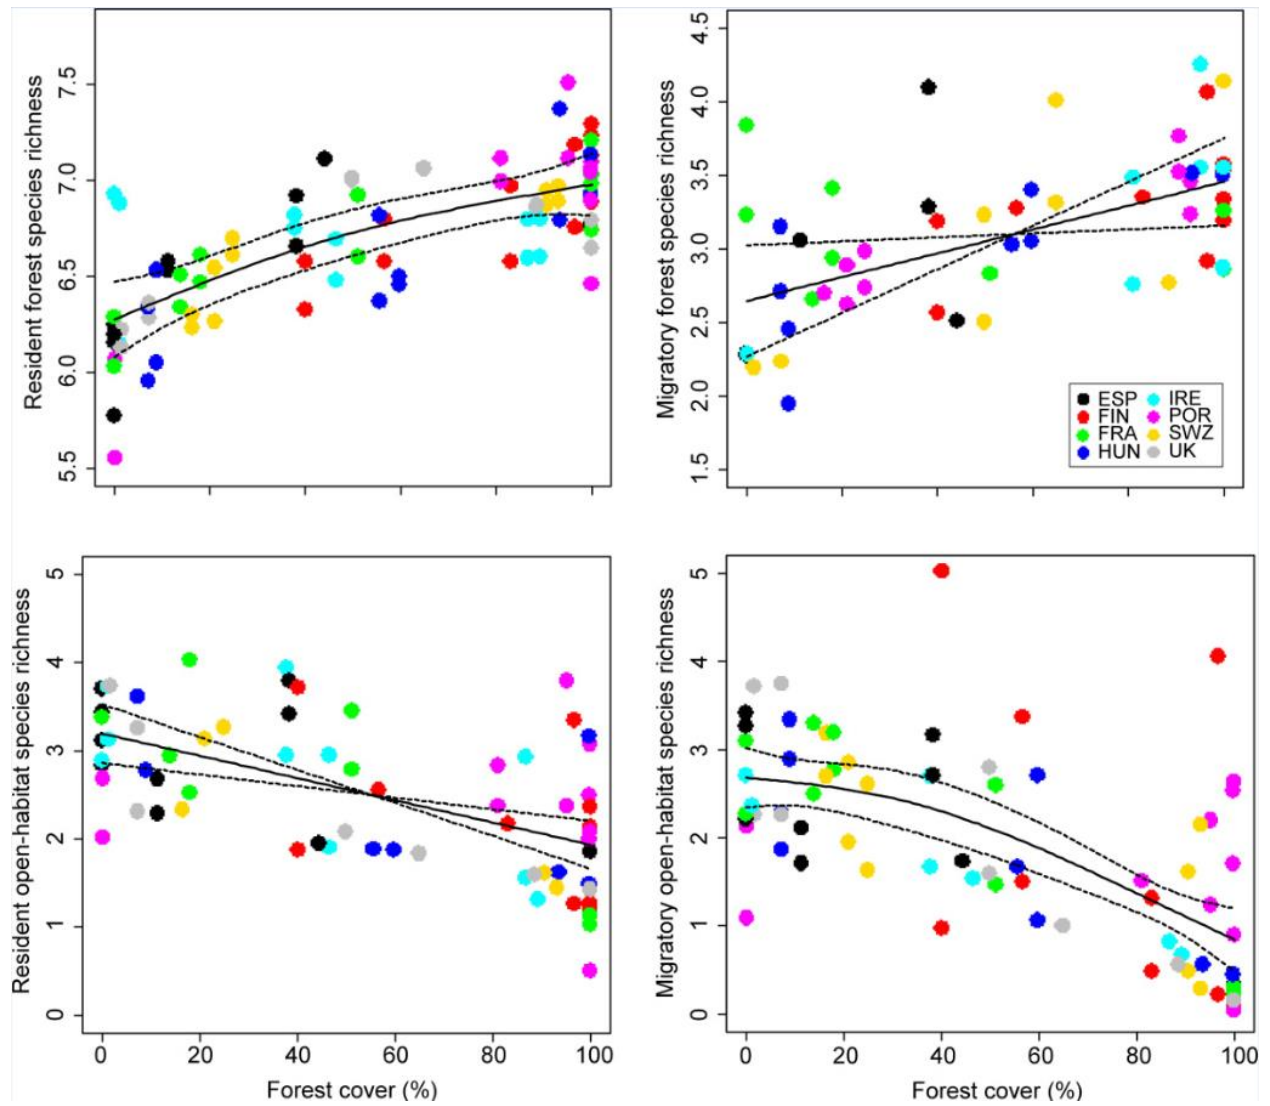 Resident forest species richness
7.5
7.0
6.5
6.0
5.5
Migratory forest species richness
4.5
4.0
3.5
3.0
2.5
2.0
1.5
ESP IRE
FIN POR
FRA SWZ
HUN UK
Resident open-habitat species richness
5
4
3
2
1
0
0 20 40 60 80 100
Forest cover (%)
Migratory open-habitat species richness
5
4
3
2
1
0
0 20 40 60 80 100
Forest cover (%)